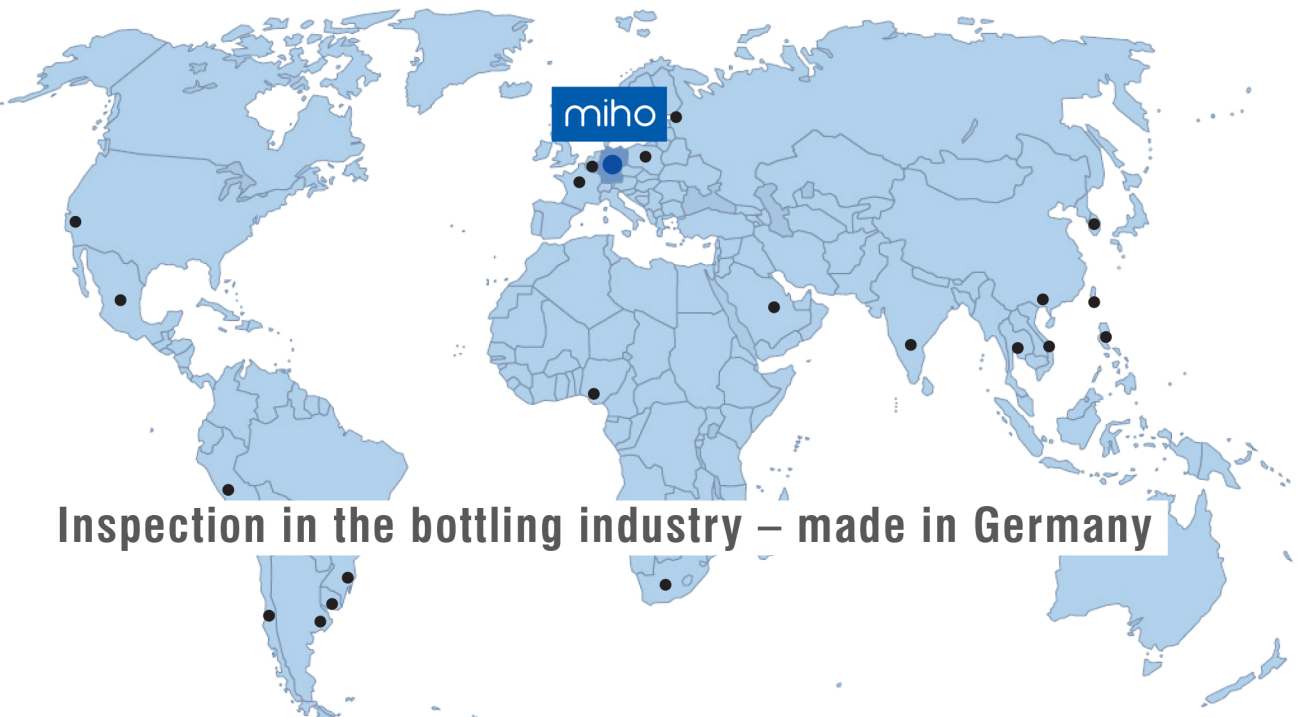 miho
Inspection in the bottling industry – made in Germany